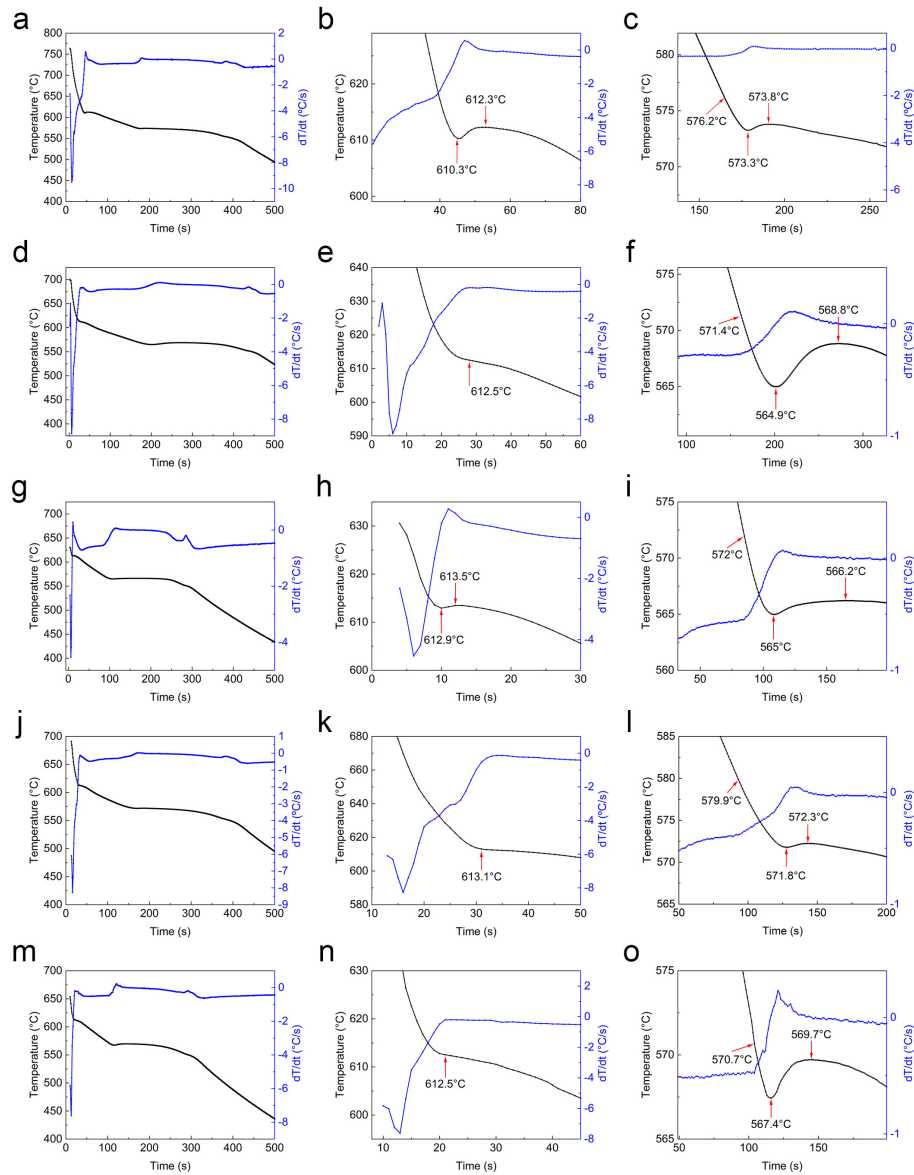 a
Temperature (°C)
800
750
700
650
600
550
500
450
400
2
0
-2
-4
-6
-8
-10
dT/dt (°C/s)
0 100 200 300 400 500
Time (s)
b
Temperature (°C)
620
610
600
612.3°C
610.3°C
0
-2
-4
-6
-8
dT/dt (°C/s)
40 60 80
Time (s)
c
Temperature (°C)
580
575
570
576.2°C
573.8°C
573.3°C
0
-2
-4
-6
dT/dt (°C/s)
150 200 250
Time (s)
d
Temperature (°C)
700
650
600
550
500
450
400
0
-2
-4
-6
-8
dT/dt (°C/s)
0 100 200 300 400 500
Time (s)
e
Temperature (°C)
640
630
620
610
600
590
612.5°C
0
-2
-4
-6
-8
dT/dt (°C/s)
0 10 20 30 40 50 60
Time (s)
f
Temperature (°C)
575
570
565
571.4°C
568.8°C
564.9°C
0
-1
dT/dt (°C/s)
100 200 300
Time (s)
g
Temperature (°C)
700
650
600
550
500
450
400
0
-2
-4
dT/dt (°C/s)
0 100 200 300 400 500
Time (s)
h
Temperature (°C)
630
620
610
600
613.5°C
612.9°C
0
-2
-4
dT/dt (°C/s)
0 10 20 30
Time (s)
i
Temperature (°C)
575
570
565
560
572°C
566.2°C
565°C
0
-1
dT/dt (°C/s)
50 100 150
Time (s)
j
Temperature (°C)
700
650
600
550
500
450
400
1
0
-1
-2
-3
-4
-5
-6
-7
-8
-9
dT/dt (°C/s)
0 100 200 300 400 500
Time (s)
k
Temperature (°C)
680
660
640
620
600
580
613.1°C
0
-2
-4
-6
-8
dT/dt (°C/s)
10 20 30 40 50
Time (s)
l
Temperature (°C)
585
580
575
570
565
579.9°C
572.3°C
571.8°C
0
-1
dT/dt (°C/s)
50 100 150 200
Time (s)
m
Temperature (°C)
700
650
600
550
500
450
400
0
-2
-4
-6
-8
dT/dt (°C/s)
0 100 200 300 400 500
Time (s)
n
Temperature (°C)
630
620
610
600
612.5°C
2
0
-2
-4
-6
-8
dT/dt (°C/s)
10 20 30 40
Time (s)
o
Temperature (°C)
575
570
565
570.7°C
569.7°C
567.4°C
0
-1
dT/dt (°C/s)
50 100 150 200
Time (s)